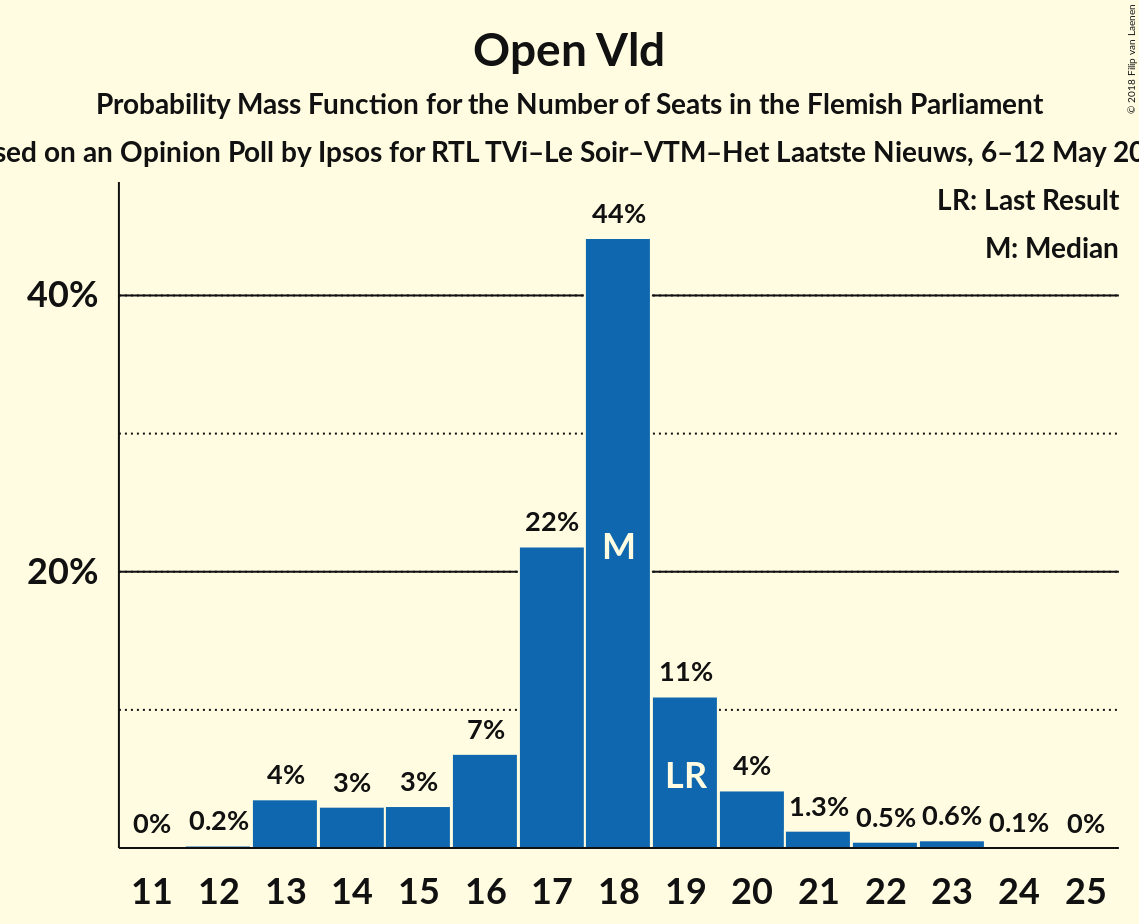 Open Vld
Probability Mass Function for the Number of Seats in the Flemish Parliament
sed on an Opinion Poll by Ipsos for RTL TVi–Le Soir–VTM–Het Laatste Nieuws, 6–12 May 20
© 2018 Filip van Laenen
LR: Last Result
M: Median
40%
20%
0% 0.2% 4% 3% 3% 7% 22% 44% 11% 4% 1.3% 0.5% 0.6% 0.1% 0%
M
LR
11 12 13 14 15 16 17 18 19 20 21 22 23 24 25